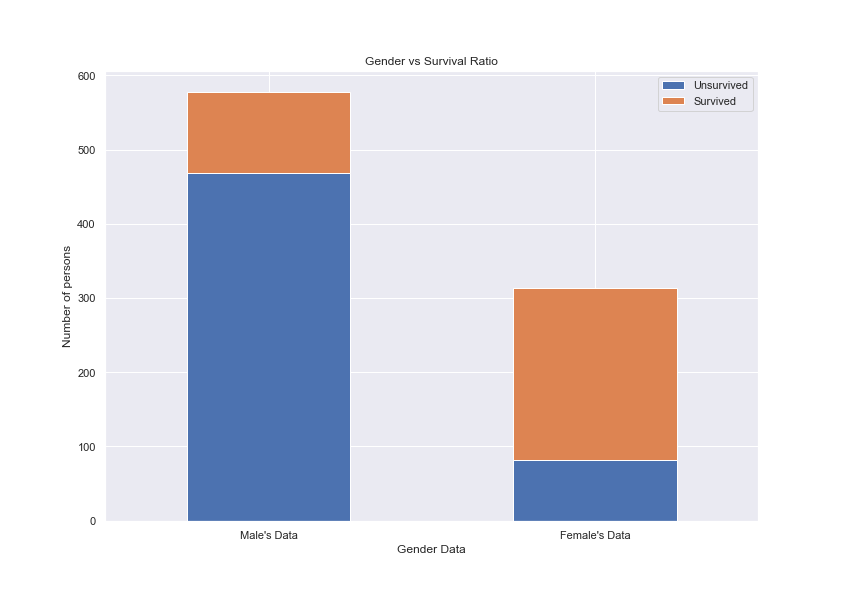 Gender vs Survival Ratio
Unsurvived
Survived
600
500
400
300
200
100
0
Number of persons
Male's Data
Female's Data
Gender Data